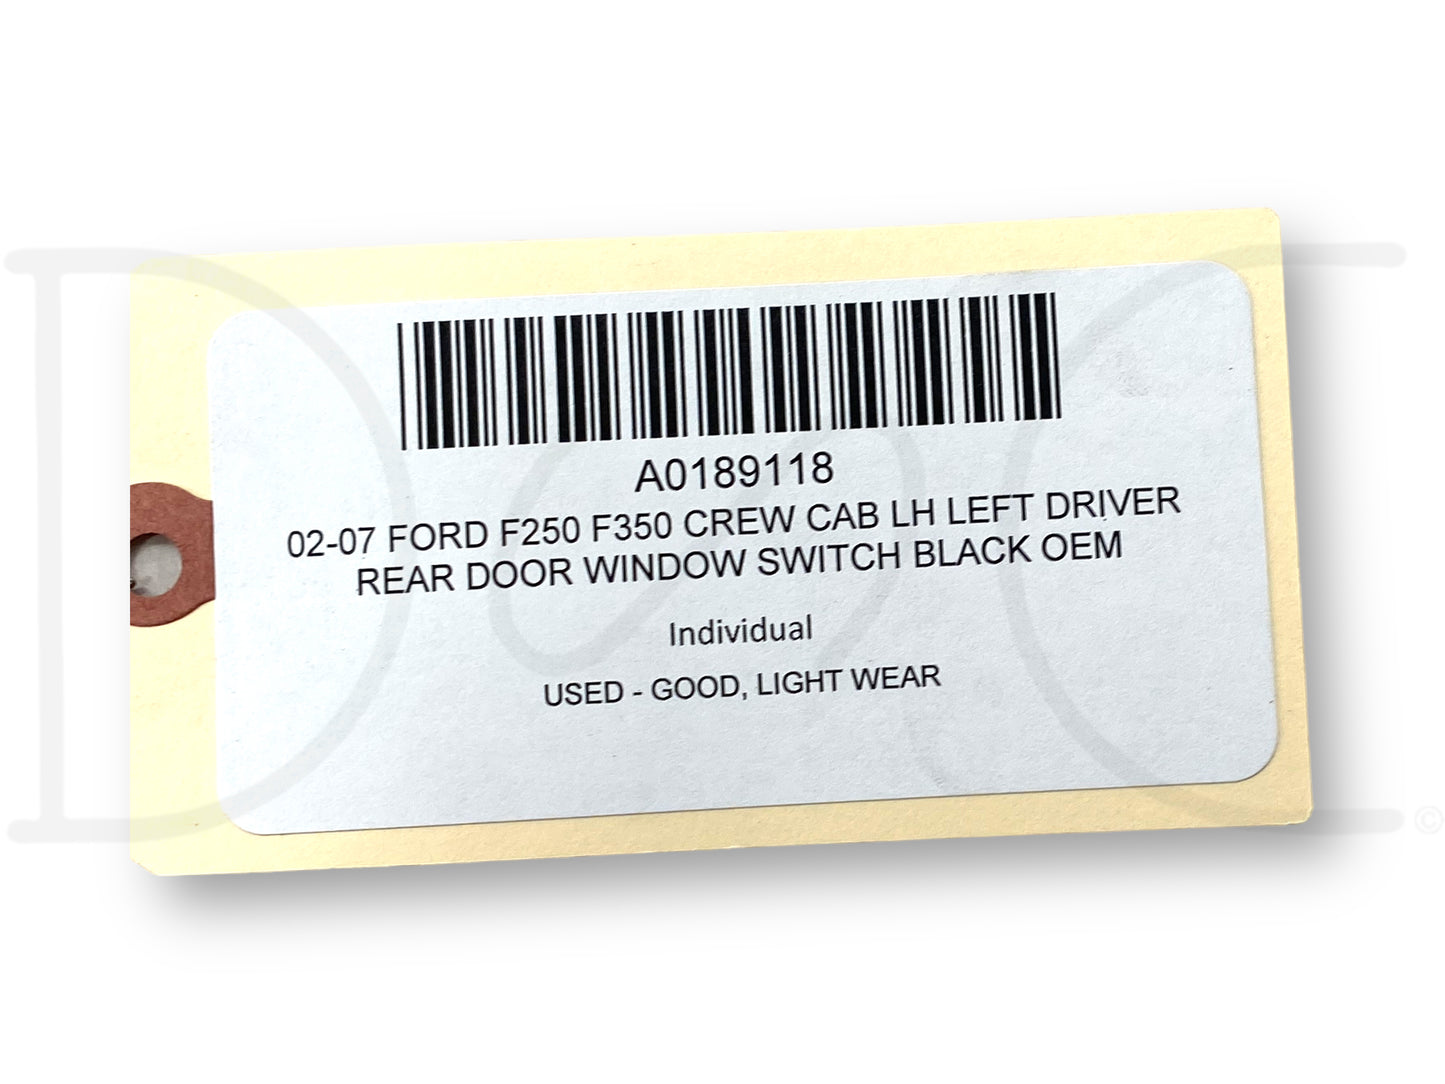 A0189118
02-07 FORD F250 F350 CREW CAB LH LEFT DRIVER
REAR DOOR WINDOW SWITCH BLACK OEM
Individual
USED - GOOD, LIGHT WEAR
©